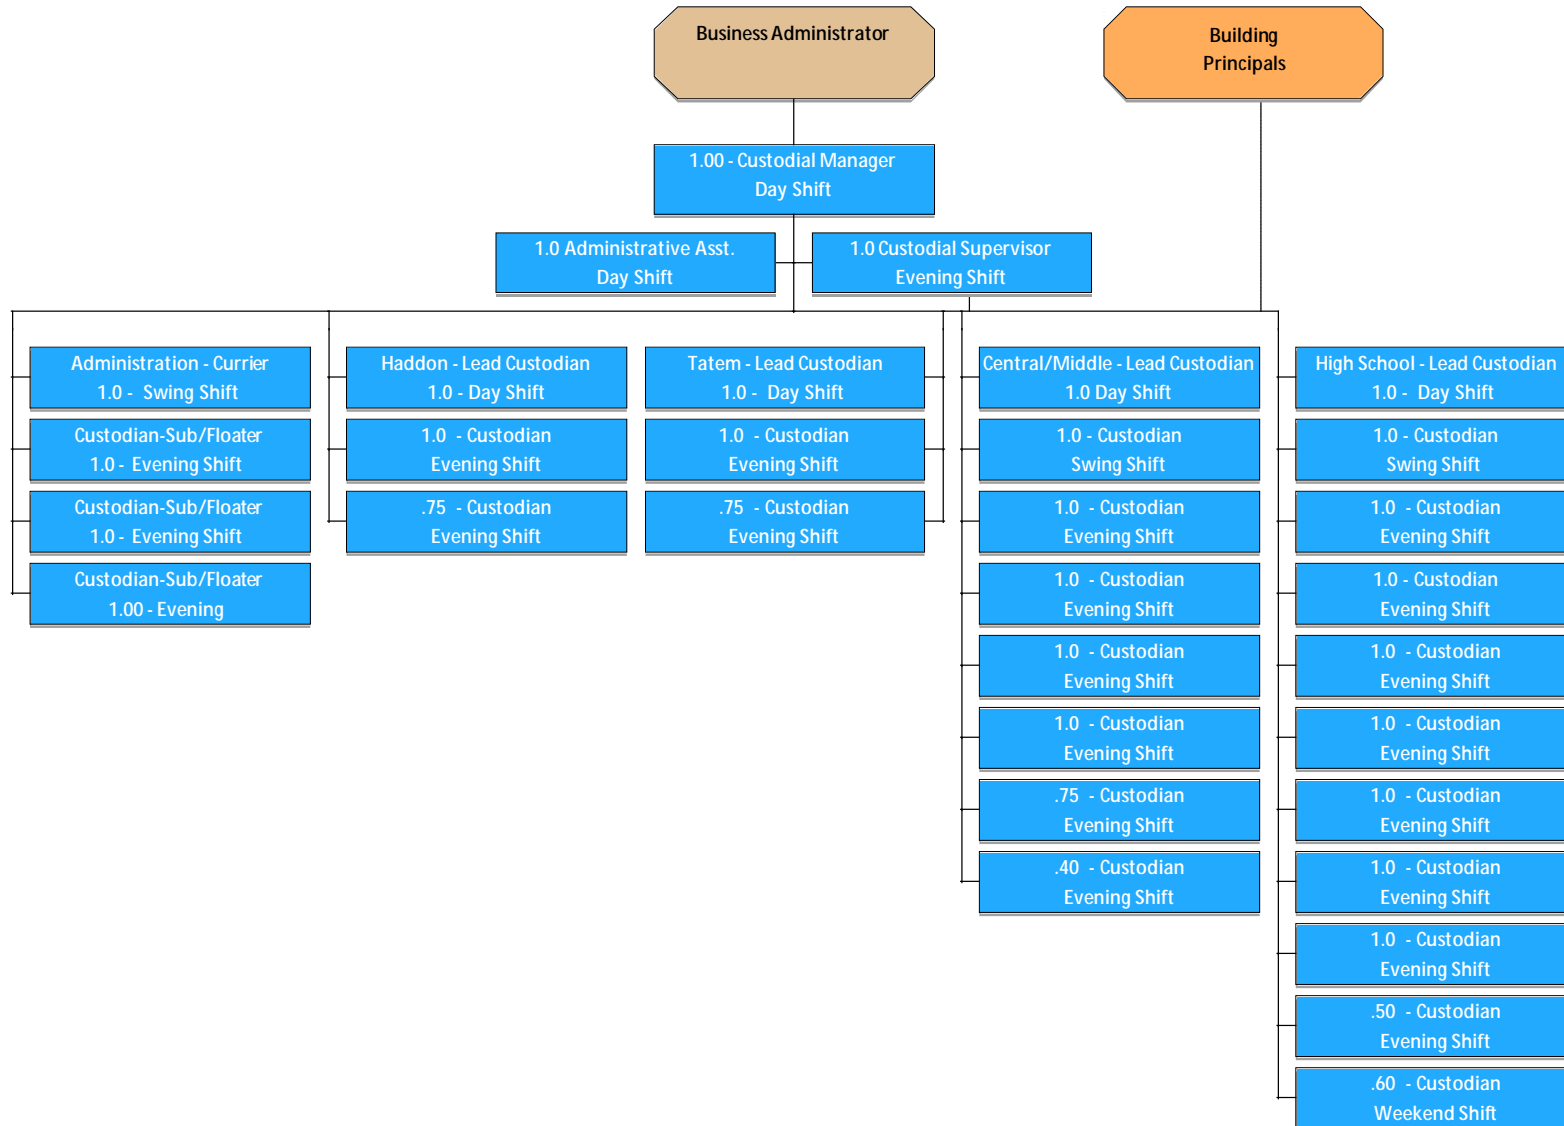 Business Administrator
Building
Principals
1.00 - Custodial Manager
Day Shift
1.0 Administrative Asst.
Day Shift
1.0 Custodial Supervisor
Evening Shift
Administration - Currier
1.0 - Swing Shift
Custodian-Sub/Floater
1.0 - Evening Shift
Custodian-Sub/Floater
1.0 - Evening Shift
Custodian-Sub/Floater
1.00 - Evening
Haddon - Lead Custodian
1.0 - Day Shift
1.0 - Custodian
Evening Shift
.75 - Custodian
Evening Shift
Tatem - Lead Custodian
1.0 - Day Shift
1.0 - Custodian
Evening Shift
.75 - Custodian
Evening Shift
Central/Middle - Lead Custodian
1.0 Day Shift
1.0 - Custodian
Swing Shift
1.0 - Custodian
Evening Shift
1.0 - Custodian
Evening Shift
1.0 - Custodian
Evening Shift
1.0 - Custodian
Evening Shift
.75 - Custodian
Evening Shift
.40 - Custodian
Evening Shift
High School - Lead Custodian
1.0 - Day Shift
1.0 - Custodian
Swing Shift
1.0 - Custodian
Evening Shift
1.0 - Custodian
Evening Shift
1.0 - Custodian
Evening Shift
1.0 - Custodian
Evening Shift
1.0 - Custodian
Evening Shift
1.0 - Custodian
Evening Shift
1.0 - Custodian
Evening Shift
.50 - Custodian
Evening Shift
.60 - Custodian
Weekend Shift